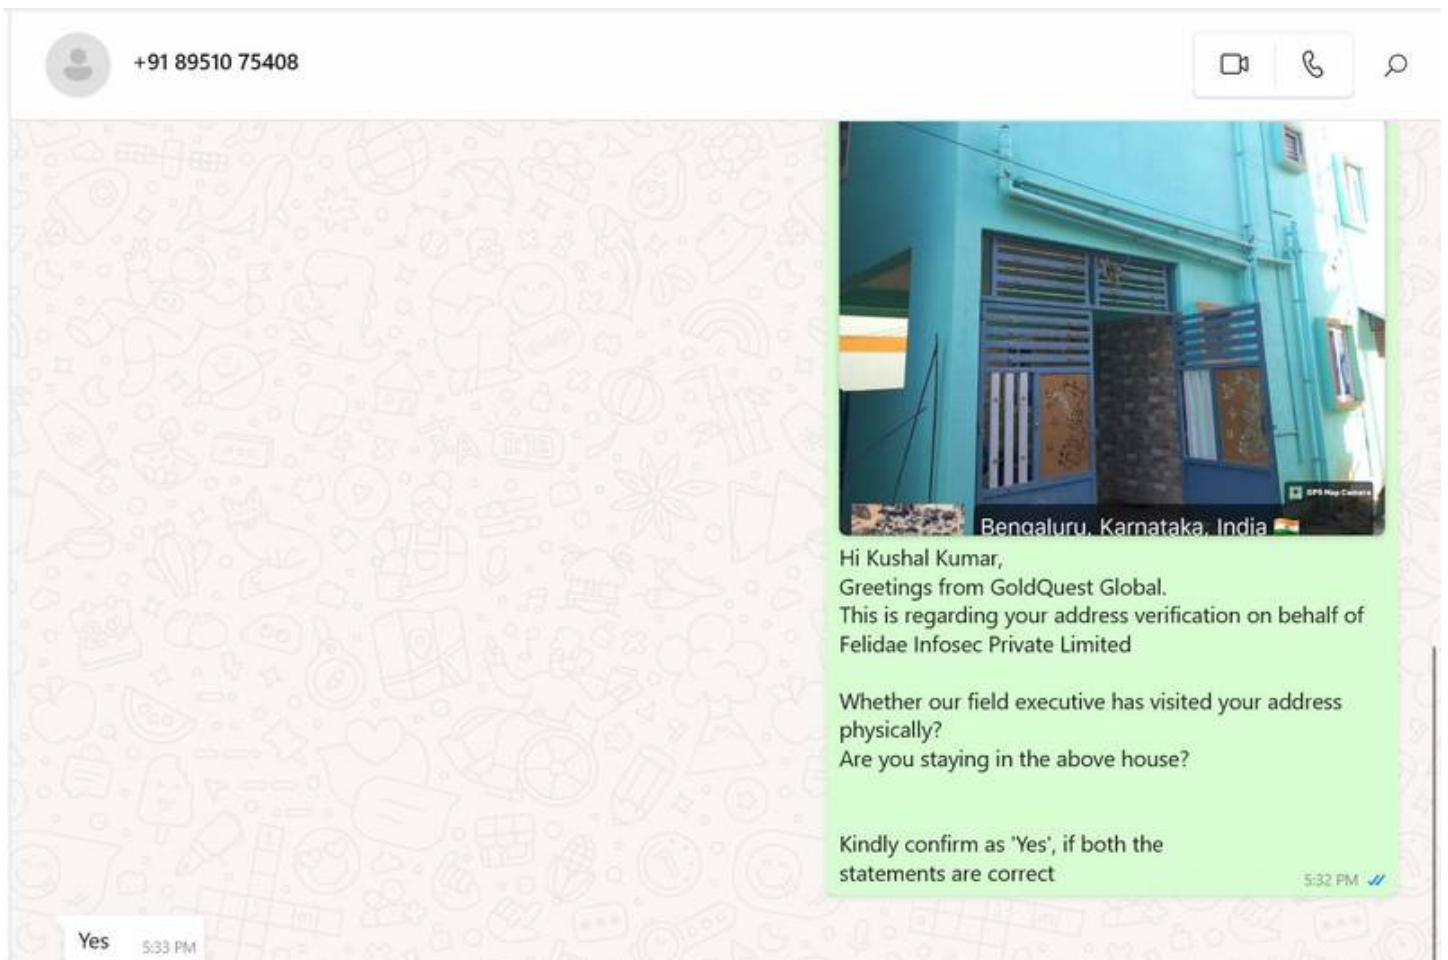 +91 89510 75408
GPS Map Camera
Bengaluru, Karnataka, India
Hi Kushal Kumar,
Greetings from GoldQuest Global.
This is regarding your address verification on behalf of
Felidae Infosec Private Limited
Whether our field executive has visited your address
physically?
Are you staying in the above house?
Kindly confirm as 'Yes', if both the
statements are correct
5:32 PM
Yes
5:33 PM